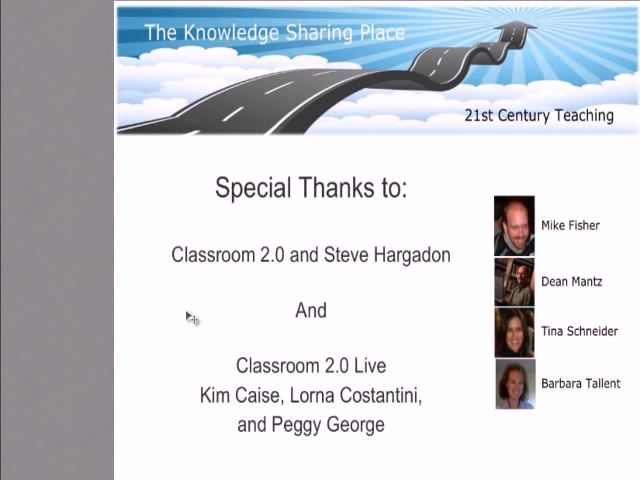 The Knowledge Sharing Place
21st Century Teaching
Special Thanks to:
Classroom 2.0 and Steve Hargadon
And
Classroom 2.0 Live
Kim Caise, Lorna Costantini,
and Peggy George
Mike Fisher
Dean Mantz
Tina Schneider
Barbara Tallent